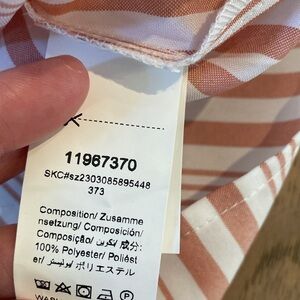 11967370
SKC#sz2303085895448
373
Composition/ Zusamme
nsetzung/ Composición/
Composição/ تكوين/ 成分:
100% Polyester/ Poliést
er/ بوليستر/ ポリエステル